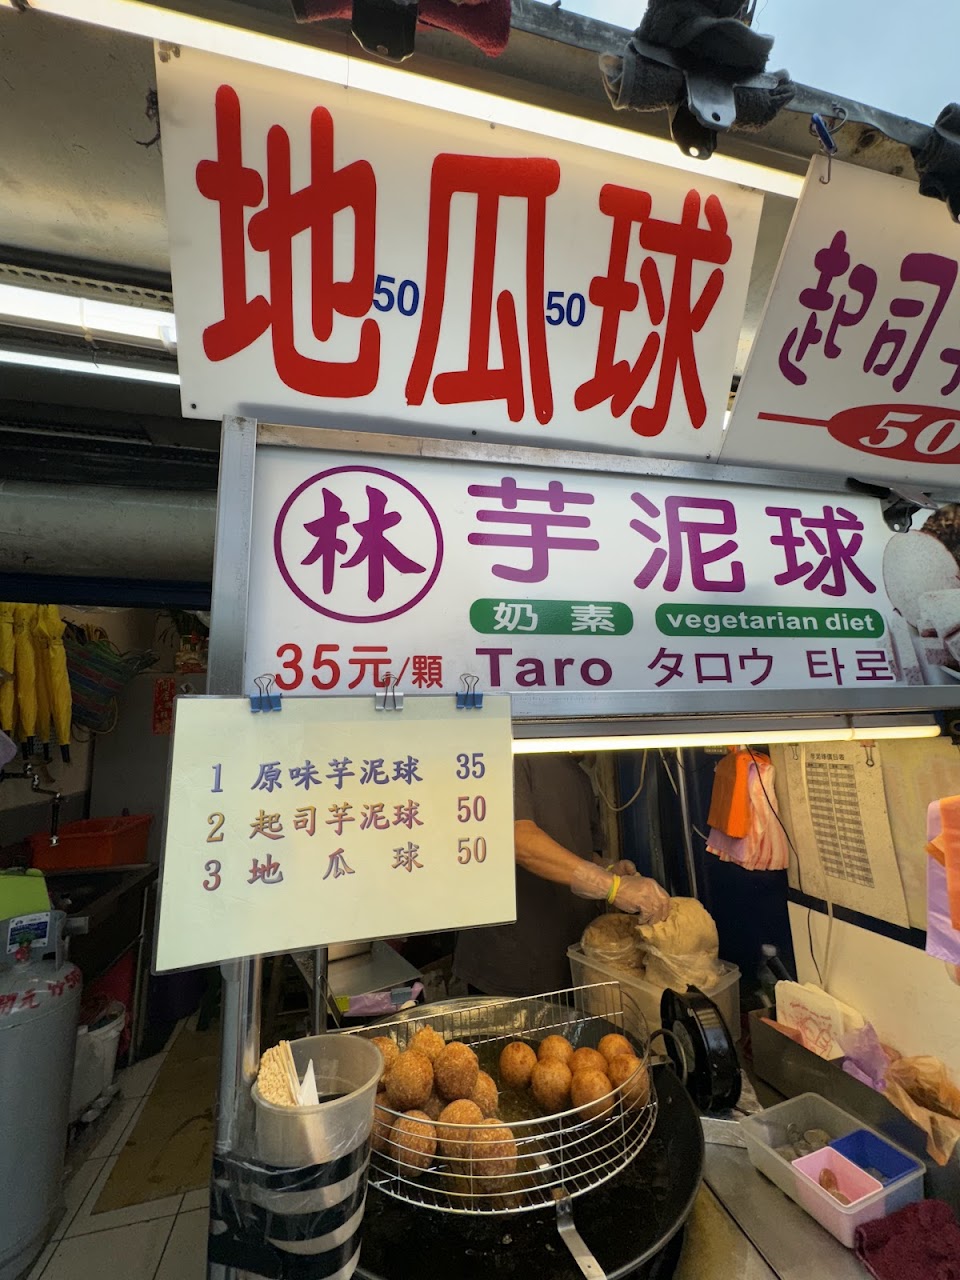 地瓜球
50 50
起司
50
林 芋泥球
奶素 vegetarian diet
35元/顆 Taro タロウ 타로
1 原味芋泥球 35
2 起司芋泥球 50
3 地瓜球 50